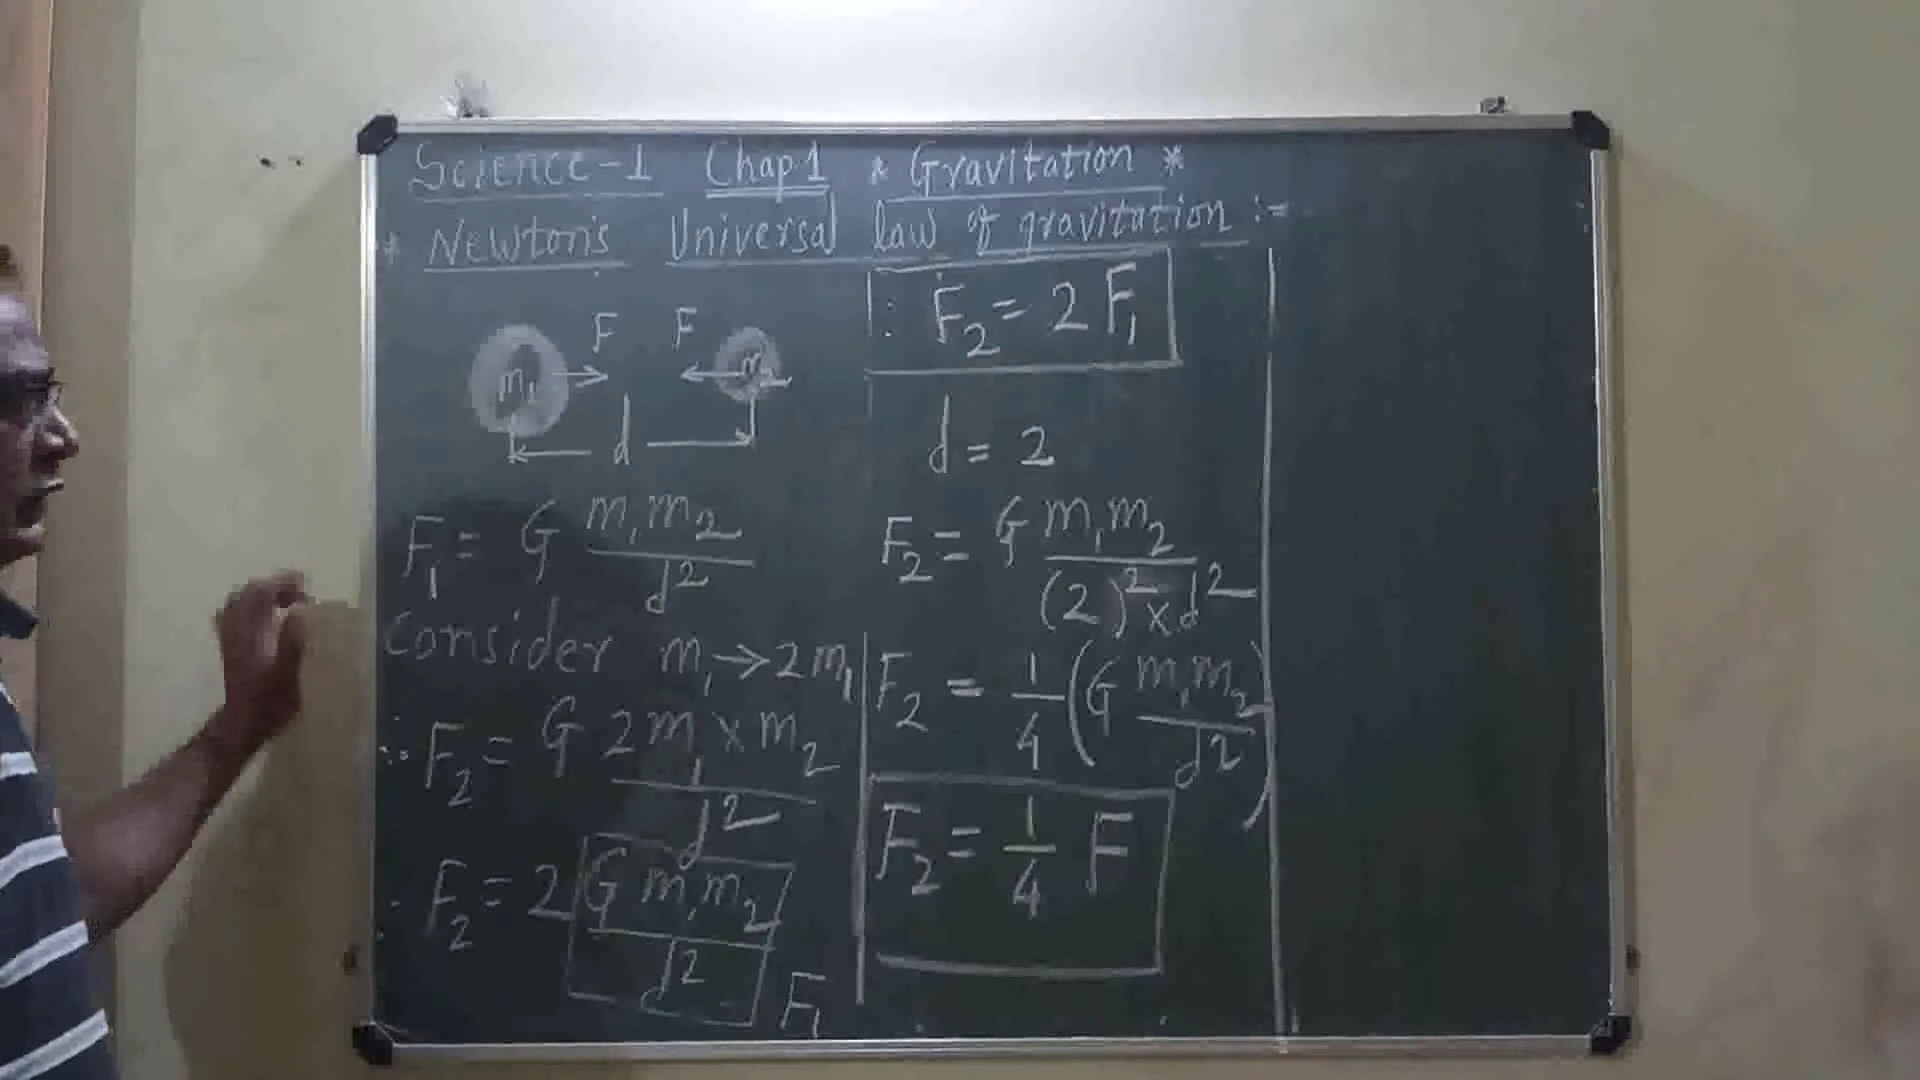 Science-1 Chap 1 * Gravitation *
* Newton's Universal law of gravitation :=
F F
m₁ m
d
F₁ = G m₁m₂ / d²
Consider m₁ → 2m₁
∴ F₂ = G 2m₁ × m₂ / d²
∴ F₂ = 2 G m₁m₂ / d²
F₁
∴ F₂ = 2 F₁
d = 2
F₂ = G m₁m₂ / (2)² × d²
F₂ = 1/4 (G m₁m₂ / d²)
F₂ = 1/4 F